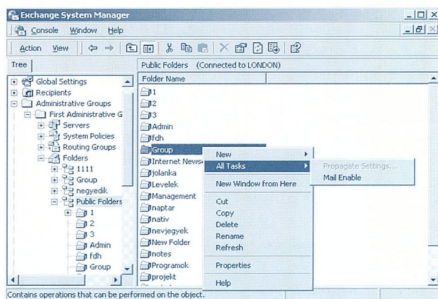 Exchange System Manager
Console Window Help
Action View
Tree
Public Folders (Connected to LONDON)
Folder Name
Global Settings
Recipients
Administrative Groups
First Administrative G
Servers
System Policies
Routing Groups
Folders
1111
Group
negyedik
Public Folders
1
2
3
Admin
fdh
Group
1
2
3
Admin
fdh
Group
Internet News
jolanka
Levelek
Management
naptar
nativ
nevjegyek
New Folder
notes
Programok
projekt
New
All Tasks
New Window from Here
Cut
Copy
Delete
Rename
Refresh
Properties
Help
Propagate Settings...
Mail Enable
Contains operations that can be performed on the object.